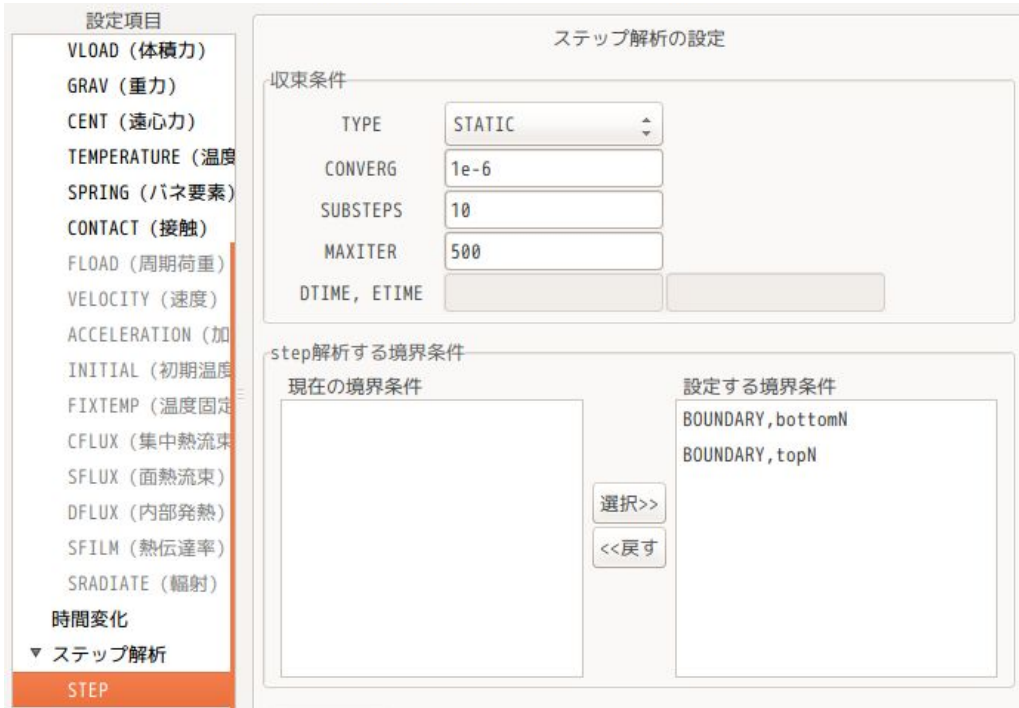 設定項目
VLOAD (体積力)
GRAV (重力)
CENT (遠心力)
TEMPERATURE (温度
SPRING (バネ要素)
CONTACT (接触)
FLOAD (周期荷重)
VELOCITY (速度)
ACCELERATION (加
INITIAL (初期温度
FIXTEMP (温度固定
CFLUX (集中熱流束
SFLUX (面熱流束)
DFLUX (内部発熱)
SFILM (熱伝達率)
SRADIATE (輻射)
時間変化
▼ ステップ解析
STEP
ステップ解析の設定
収束条件
TYPE STATIC
CONVERG 1e-6
SUBSTEPS 10
MAXITER 500
DTIME, ETIME
step解析する境界条件
現在の境界条件
選択>>
<<戻す
設定する境界条件
BOUNDARY,bottomN
BOUNDARY,topN